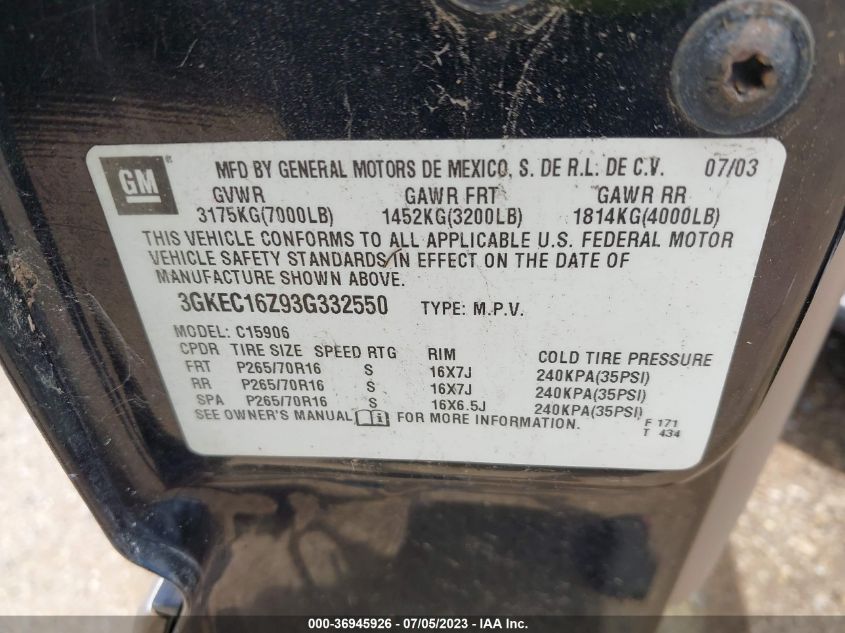 GM ® MFD BY GENERAL MOTORS DE MEXICO, S. DE R.L. DE C.V. 07/03
GVWR GAWR FRT GAWR RR
3175KG(7000LB) 1452KG(3200LB) 1814KG(4000LB)
THIS VEHICLE CONFORMS TO ALL APPLICABLE U.S. FEDERAL MOTOR
VEHICLE SAFETY STANDARDS IN EFFECT ON THE DATE OF
MANUFACTURE SHOWN ABOVE.
3GKEC16Z93G332550 TYPE: M.P.V.
MODEL: C15906
CPDR TIRE SIZE SPEED RTG RIM COLD TIRE PRESSURE
FRT P265/70R16 S 16X7J 240KPA(35PSI)
RR P265/70R16 S 16X7J 240KPA(35PSI)
SPA P265/70R16 S 16X6.5J 240KPA(35PSI)
SEE OWNER'S MANUAL FOR MORE INFORMATION. F 171
T 434
000-36945926 - 07/05/2023 - IAA Inc.